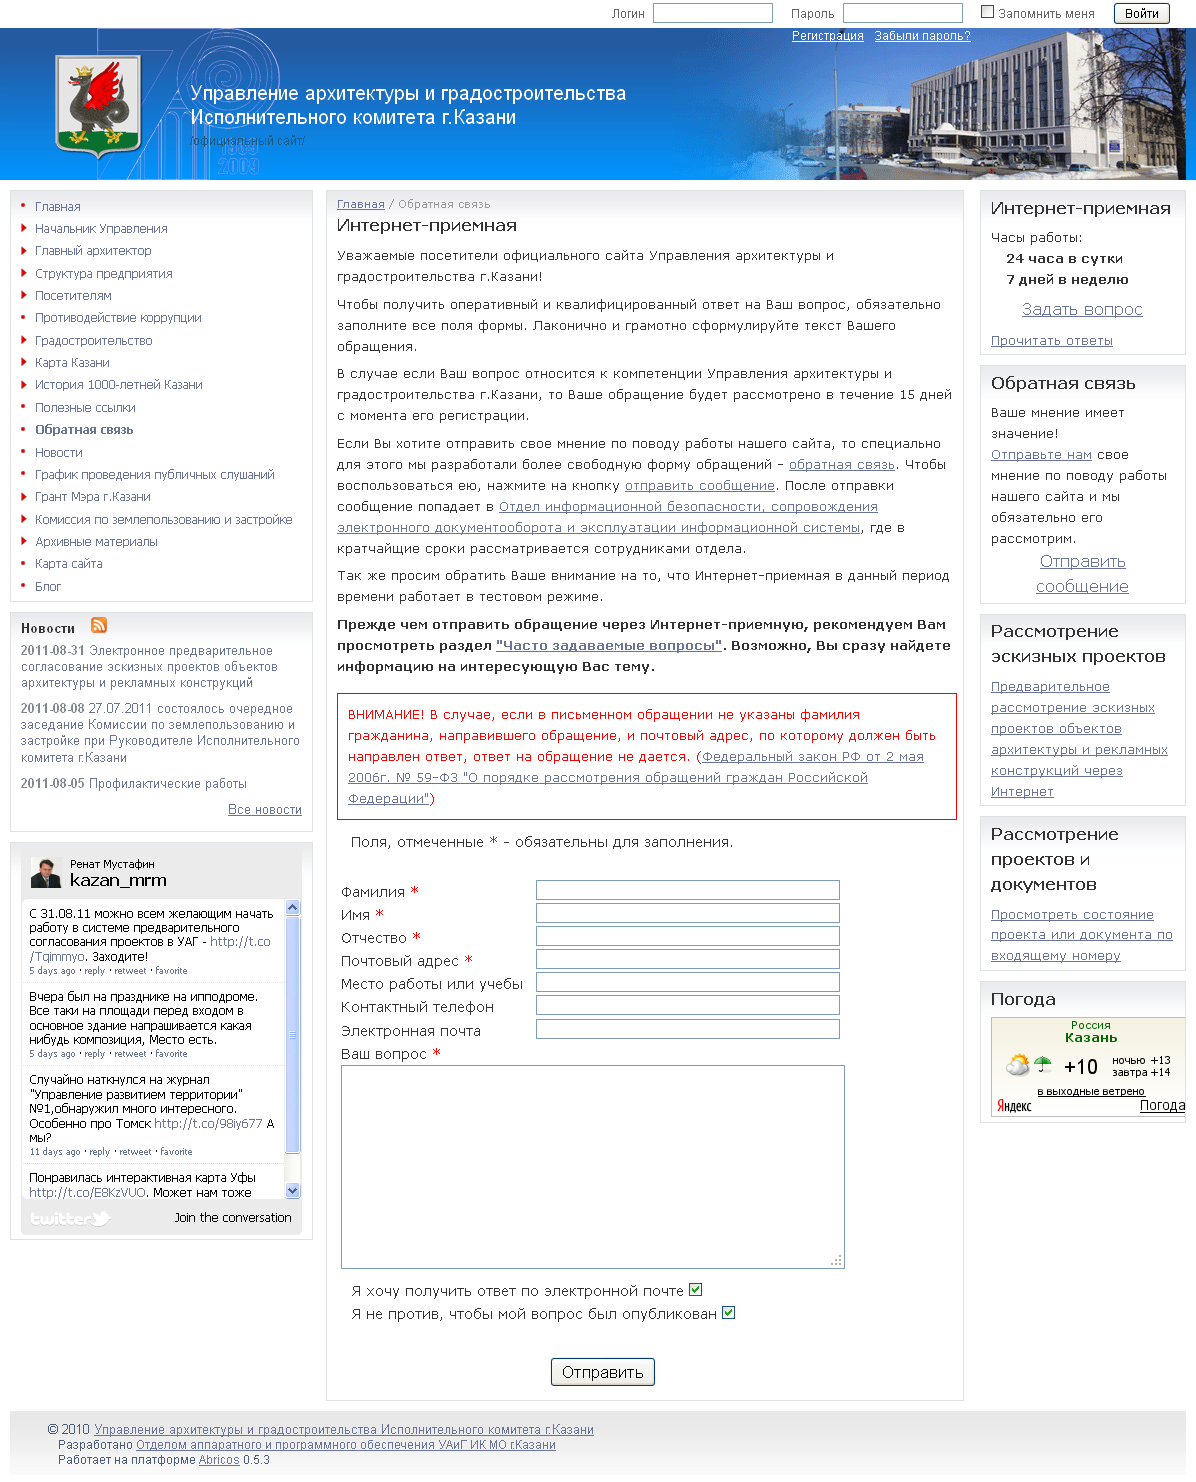 Логин
Пароль
Запомнить меня
Войти
Регистрация Забыли пароль?
Управление архитектуры и градостроительства
Исполнительного комитета г.Казани
/официальный сайт/
1939
2009
Главная
Начальник Управления
Главный архитектор
Структура предприятия
Посетителям
Противодействие коррупции
Градостроительство
Карта Казани
История 1000-летней Казани
Полезные ссылки
Обратная связь
Новости
График проведения публичных слушаний
Грант Мэра г.Казани
Комиссия по землепользованию и застройке
Архивные материалы
Карта сайта
Блог
Новости
2011-08-31 Электронное предварительное
согласование эскизных проектов объектов
архитектуры и рекламных конструкций
2011-08-08 27.07.2011 состоялось очередное
заседание Комиссии по землепользованию и
застройке при Руководителе Исполнительного
комитета г.Казани
2011-08-05 Профилактические работы
Все новости
Ренат Мустафин
kazan_mrm
С 31.08.11 можно всем желающим начать
работу в системе предварительного
согласования проектов в УАГ - http://t.co
/Tqimmyo. Заходите!
5 days ago · reply · retweet · favorite
Вчера был на празднике на ипподроме.
Все таки на площади перед входом в
основное здание напрашивается какая
нибудь композиция, Место есть.
5 days ago · reply · retweet · favorite
Случайно наткнулся на журнал
"Управление развитием территории"
№1,обнаружил много интересного.
Особенно про Томск http://t.co/98iy677 А
мы?
11 days ago · reply · retweet · favorite
Понравилась интерактивная карта Уфы
http://t.co/E8KzVUO. Может нам тоже
twitter
Join the conversation
Главная / Обратная связь
Интернет-приемная
Уважаемые посетители официального сайта Управления архитектуры и
градостроительства г.Казани!
Чтобы получить оперативный и квалифицированный ответ на Ваш вопрос, обязательно
заполните все поля формы. Лаконично и грамотно сформулируйте текст Вашего
обращения.
В случае если Ваш вопрос относится к компетенции Управления архитектуры и
градостроительства г.Казани, то Ваше обращение будет рассмотрено в течение 15 дней
с момента его регистрации.
Если Вы хотите отправить свое мнение по поводу работы нашего сайта, то специально
для этого мы разработали более свободную форму обращений – обратная связь. Чтобы
воспользоваться ею, нажмите на кнопку отправить сообщение. После отправки
сообщение попадает в Отдел информационной безопасности, сопровождения
электронного документооборота и эксплуатации информационной системы, где в
кратчайшие сроки рассматривается сотрудниками отдела.
Так же просим обратить Ваше внимание на то, что Интернет-приемная в данный период
времени работает в тестовом режиме.
Прежде чем отправить обращение через Интернет-приемную, рекомендуем Вам
просмотреть раздел "Часто задаваемые вопросы". Возможно, Вы сразу найдете
информацию на интересующую Вас тему.
ВНИМАНИЕ! В случае, если в письменном обращении не указаны фамилия
гражданина, направившего обращение, и почтовый адрес, по которому должен быть
направлен ответ, ответ на обращение не дается. (Федеральный закон РФ от 2 мая
2006г. № 59-ФЗ "О порядке рассмотрения обращений граждан Российской
Федерации")
Поля, отмеченные * - обязательны для заполнения.
Фамилия *
Имя *
Отчество *
Почтовый адрес *
Место работы или учебы
Контактный телефон
Электронная почта
Ваш вопрос *
Я хочу получить ответ по электронной почте
Я не против, чтобы мой вопрос был опубликован
Отправить
Интернет-приемная
Часы работы:
24 часа в сутки
7 дней в неделю
Задать вопрос
Прочитать ответы
Обратная связь
Ваше мнение имеет
значение!
Отправьте нам свое
мнение по поводу работы
нашего сайта и мы
обязательно его
рассмотрим.
Отправить
сообщение
Рассмотрение
эскизных проектов
Предварительное
рассмотрение эскизных
проектов объектов
архитектуры и рекламных
конструкций через
Интернет
Рассмотрение
проектов и
документов
Просмотреть состояние
проекта или документа по
входящему номеру
Погода
Россия
Казань
+10
ночью +13
завтра +14
в выходные ветрено
Яндекс
Погода
© 2010 Управление архитектуры и градостроительства Исполнительного комитета г.Казани
Разработано Отделом аппаратного и программного обеспечения УАиГ ИК МО г.Казани
Работает на платформе Abricos 0.5.3